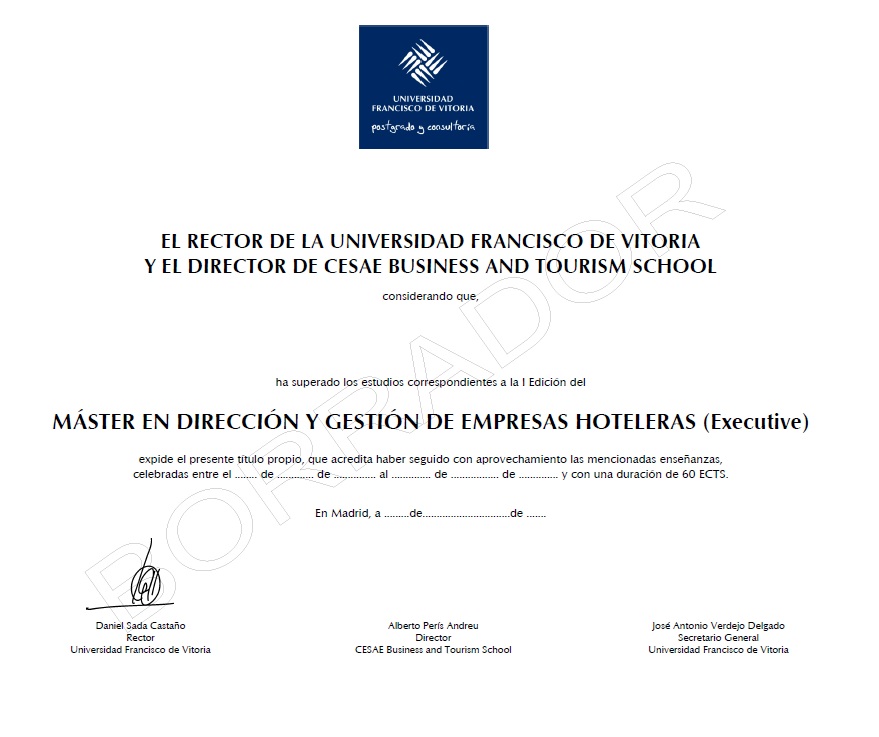 UNIVERSIDAD
FRANCISCO DE VITORIA
postgrado y consultoría
EL RECTOR DE LA UNIVERSIDAD FRANCISCO DE VITORIA
Y EL DIRECTOR DE CESAE BUSINESS AND TOURISM SCHOOL
considerando que,
ha superado los estudios correspondientes a la I Edición del
MÁSTER EN DIRECCIÓN Y GESTIÓN DE EMPRESAS HOTELERAS (Executive)
expide el presente título propio, que acredita haber seguido con aprovechamiento las mencionadas enseñanzas,
celebradas entre el ........ de ............. de ............... al .............. de ................. de .............. y con una duración de 60 ECTS.
En Madrid, a .........de...............................de .......
BORRADOR
Daniel Sada Castaño
Rector
Universidad Francisco de Vitoria
Alberto Perís Andreu
Director
CESAE Business and Tourism School
José Antonio Verdejo Delgado
Secretario General
Universidad Francisco de Vitoria